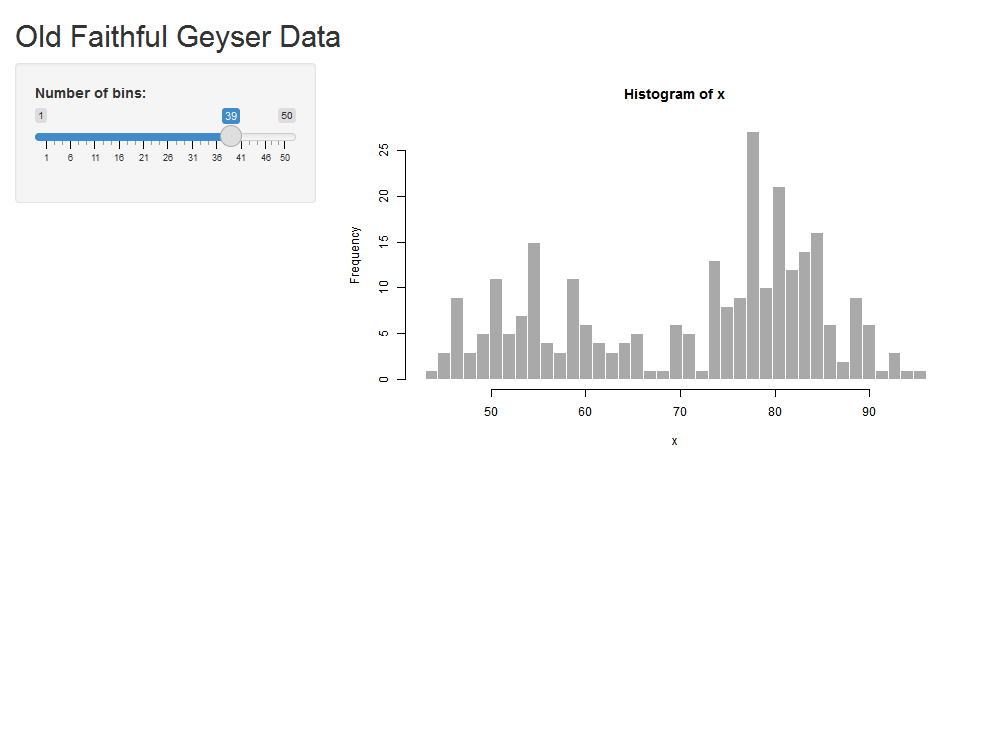 Old Faithful Geyser Data
Number of bins:
1 39 50
1 6 11 16 21 26 31 36 41 46 50
Histogram of x
Frequency
25
20
15
10
5
0
50 60 70 80 90
x